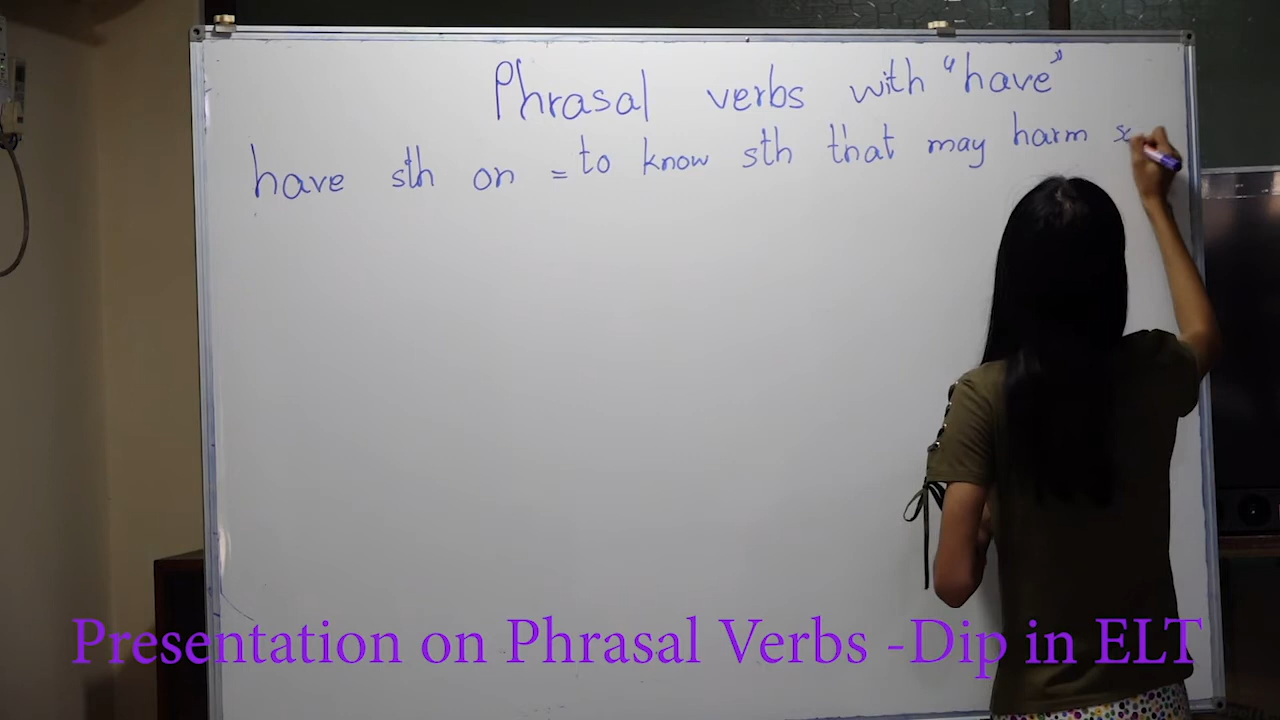 Phrasal verbs with "have"
have sth on = to know sth that may harm
Presentation on Phrasal Verbs -Dip in ELT